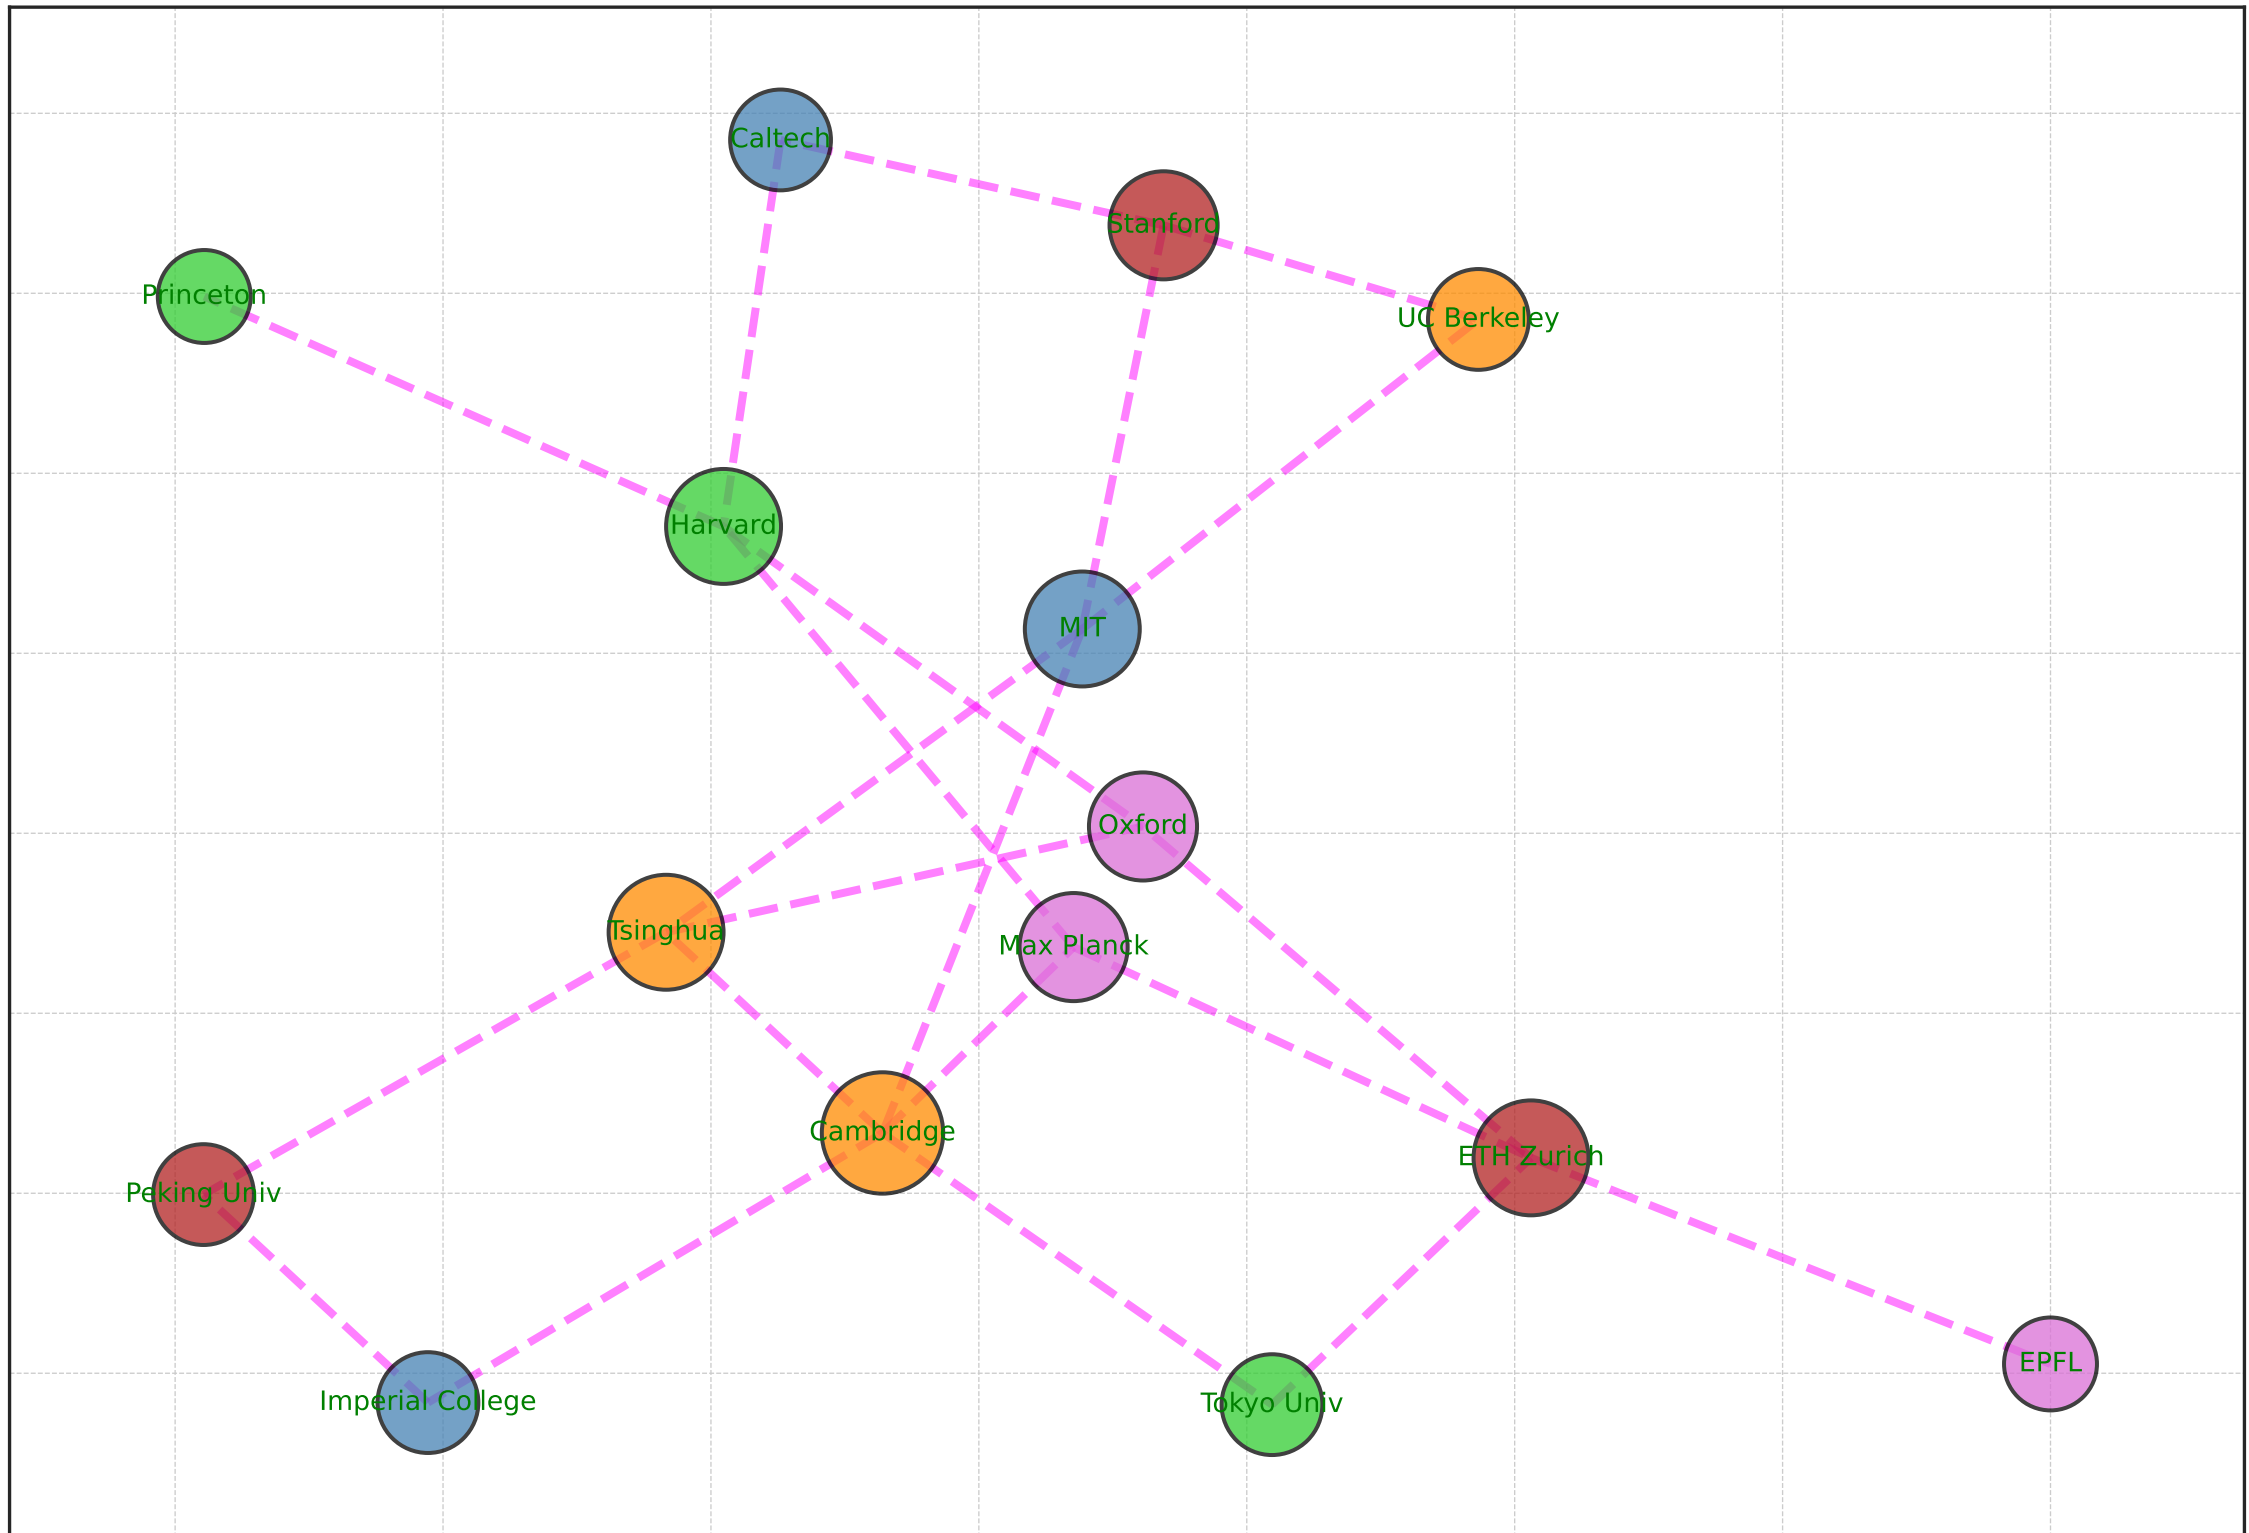 Caltech
Stanford
Princeton
UC Berkeley
Harvard
MIT
Oxford
Tsinghua
Max Planck
Cambridge
ETH Zurich
Peking Univ
EPFL
Imperial College
Tokyo Univ